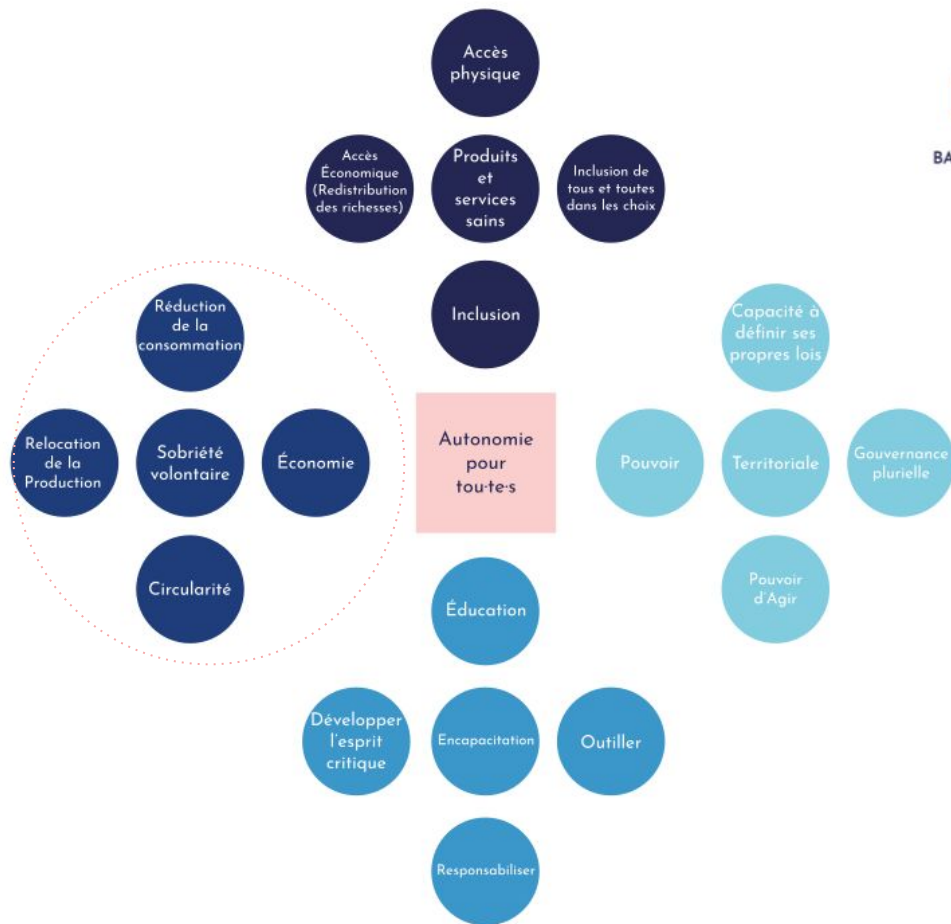 Accès
physique
Accès
Économique
(Redistribution
des richesses)
Produits
et
services
sains
Inclusion de
tous et toutes
dans les choix
BA
Inclusion
Réduction
de la
consommation
Capacité à
définir ses
propres lois
Relocation
de la
Production
Sobriété
volontaire
Économie
Autonomie
pour
tou·te·s
Pouvoir
Territoriale
Gouvernance
plurielle
Circularité
Pouvoir
d'Agir
Éducation
Développer
l'esprit
critique
Encapacitation
Outiller
Responsabiliser